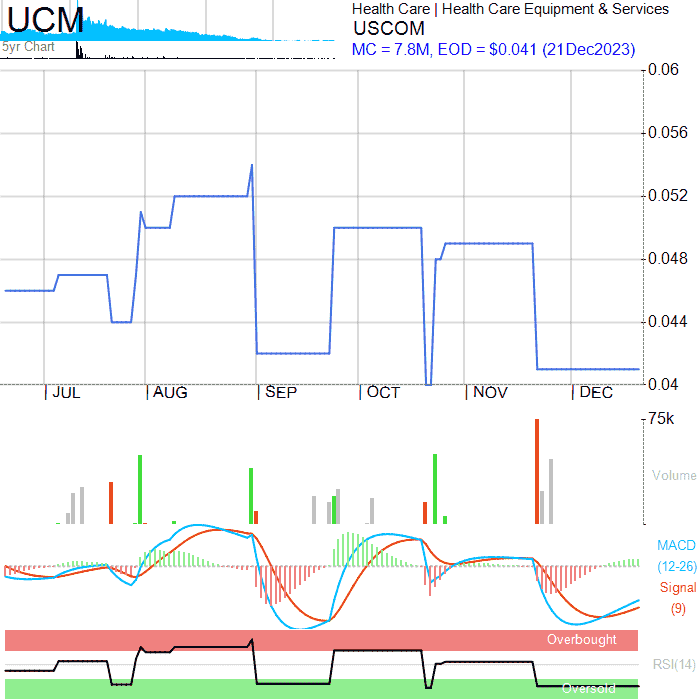 UCM
5yr Chart
Health Care | Health Care Equipment & Services
USCOM
MC = 7.8M, EOD = $0.041 (21Dec2023)
0.06
0.056
0.052
0.048
0.044
0.04
JUL AUG SEP OCT NOV DEC
75k
Volume
MACD
(12-26)
Signal
(9)
Overbought
RSI(14)
Oversold